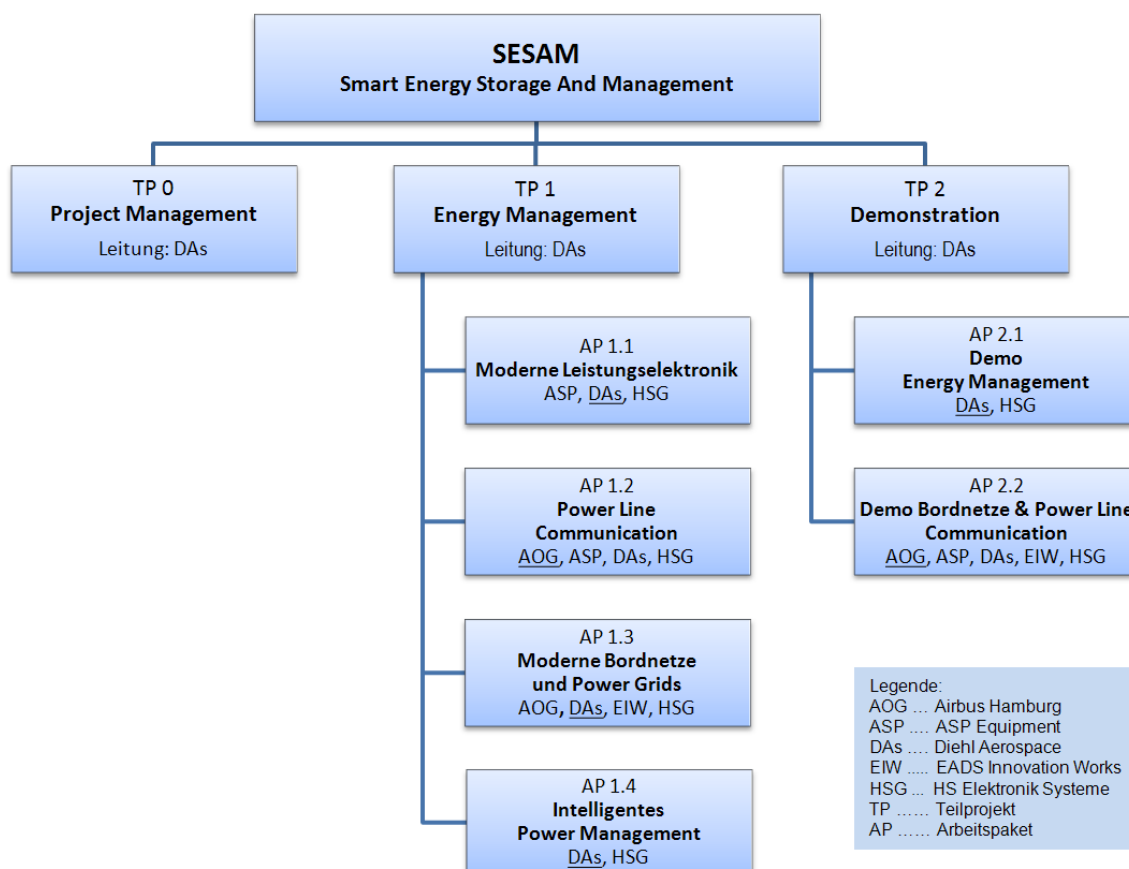 SESAM
Smart Energy Storage And Management
TP 0
Project Management
Leitung: DAs
TP 1
Energy Management
Leitung: DAs
TP 2
Demonstration
Leitung: DAs
AP 1.1
Moderne Leistungselektronik
ASP, DAs, HSG
AP 1.2
Power Line
Communication
AOG, ASP, DAs, HSG
AP 1.3
Moderne Bordnetze
und Power Grids
AOG, DAs, EIW, HSG
AP 1.4
Intelligentes
Power Management
DAs, HSG
AP 2.1
Demo
Energy Management
DAs, HSG
AP 2.2
Demo Bordnetze & Power Line
Communication
AOG, ASP, DAs, EIW, HSG
Legende:
AOG ... Airbus Hamburg
ASP .... ASP Equipment
DAs .... Diehl Aerospace
EIW ..... EADS Innovation Works
HSG ... HS Elektronik Systeme
TP ...... Teilprojekt
AP ...... Arbeitspaket